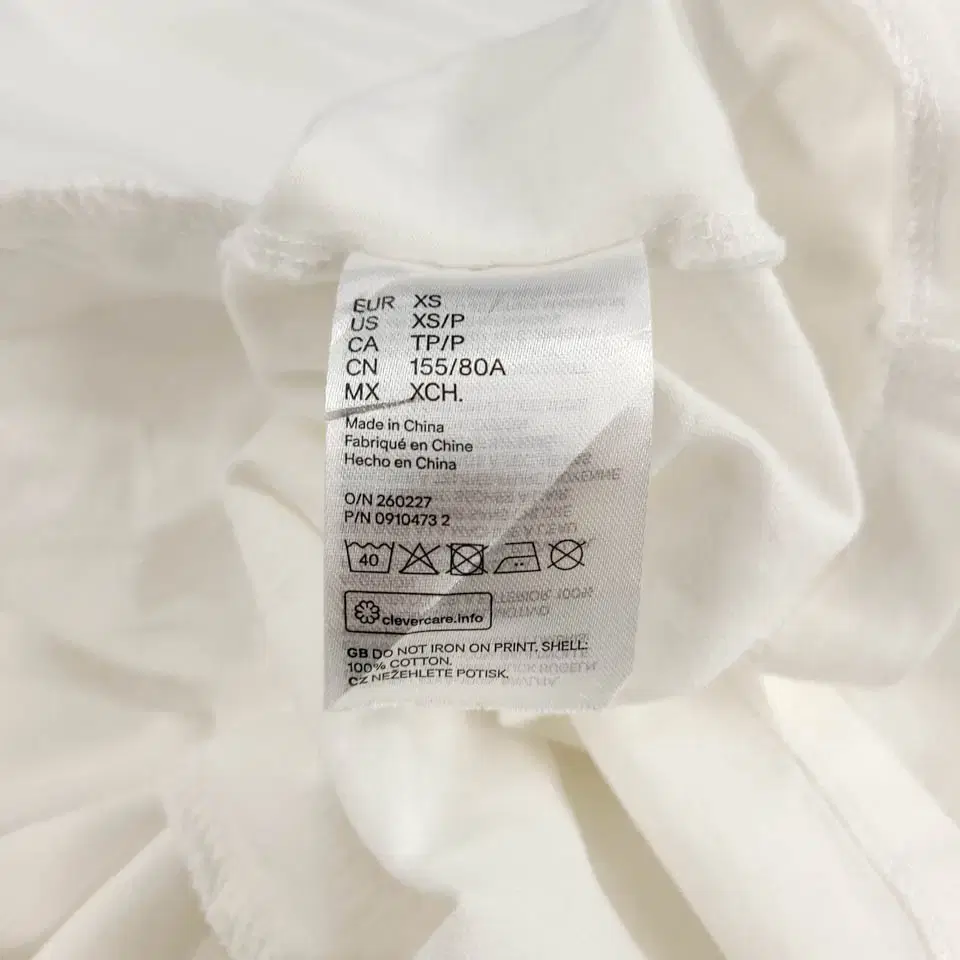 EUR XS
US XS/P
CA TP/P
CN 155/80A
MX XCH.
Made in China
Fabriqué en Chine
Hecho en China
O/N 260227
P/N 0910473 2
40
clevercare.info
GB DO NOT IRON ON PRINT. SHELL:
100% COTTON.
CZ NEŽEHLETE POTISK.